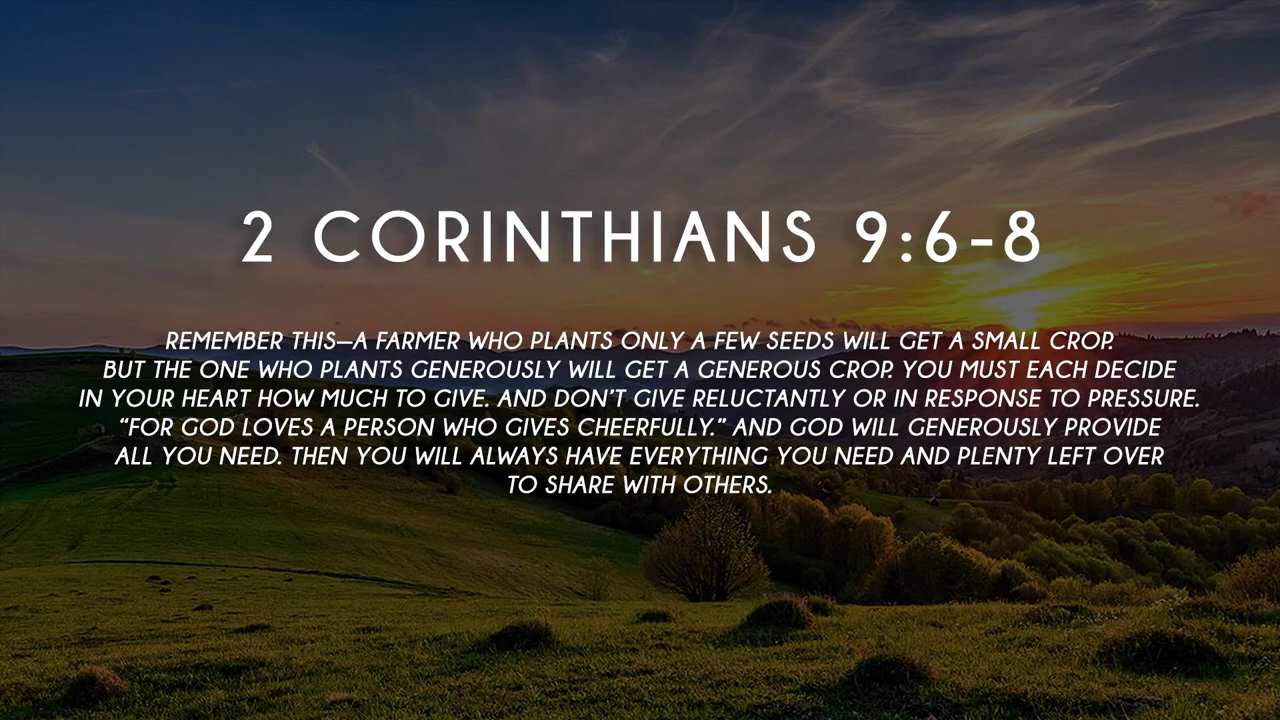 2 CORINTHIANS 9:6-8
REMEMBER THIS—A FARMER WHO PLANTS ONLY A FEW SEEDS WILL GET A SMALL CROP.
BUT THE ONE WHO PLANTS GENEROUSLY WILL GET A GENEROUS CROP. YOU MUST EACH DECIDE
IN YOUR HEART HOW MUCH TO GIVE. AND DON'T GIVE RELUCTANTLY OR IN RESPONSE TO PRESSURE.
“FOR GOD LOVES A PERSON WHO GIVES CHEERFULLY.” AND GOD WILL GENEROUSLY PROVIDE
ALL YOU NEED. THEN YOU WILL ALWAYS HAVE EVERYTHING YOU NEED AND PLENTY LEFT OVER
TO SHARE WITH OTHERS.